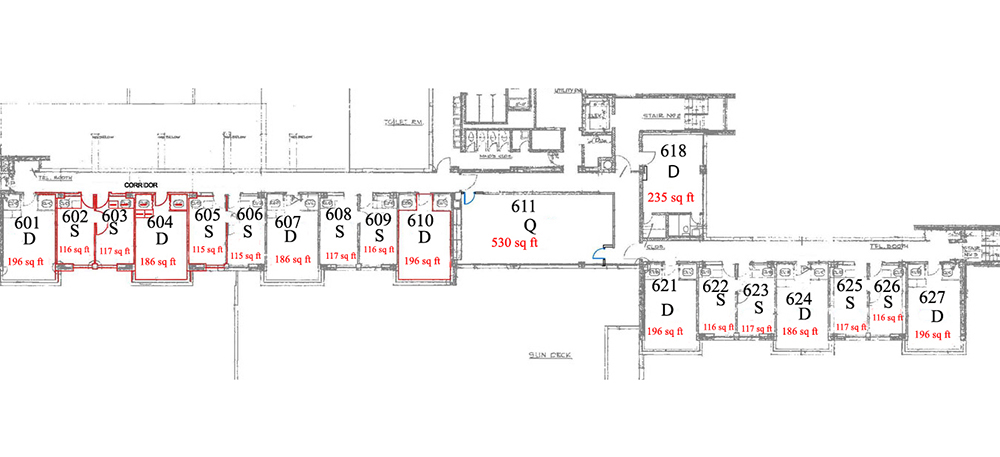 UTILITY RM.
ELEV.
STAIR Nº2
TOILET RM.
TEL. BOOTH
CORRIDOR
601
D
196 sq ft
602
S
116 sq ft
603
S
117 sq ft
604
D
186 sq ft
605
S
115 sq ft
606
S
115 sq ft
607
D
186 sq ft
608
S
117 sq ft
609
S
116 sq ft
610
D
196 sq ft
611
Q
530 sq ft
618
D
235 sq ft
CLOS.
TEL. BOOTH
621
D
196 sq ft
622
S
116 sq ft
623
S
117 sq ft
624
D
186 sq ft
625
S
117 sq ft
626
S
116 sq ft
627
D
196 sq ft
SUN DECK